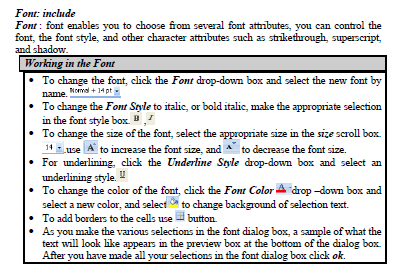 Font: include
Font : font enables you to choose from several font attributes, you can control the
font, the font style, and other character attributes such as strikethrough, superscript,
and shadow.
Working in the Font
• To change the font, click the Font drop-down box and select the new font by
name. Normal + 14 pt
• To change the Font Style to italic, or bold italic, make the appropriate selection
in the font style box. B , I
• To change the size of the font, select the appropriate size in the size scroll box.
14 .use A to increase the font size, and A to decrease the font size.
• For underlining, click the Underline Style drop-down box and select an
underlining style. U
• To change the color of the font, click the Font Color A drop –down box and
select a new color, and select to change background of selection text.
• To add borders to the cells use button.
• As you make the various selections in the font dialog box, a sample of what the
text will look like appears in the preview box at the bottom of the dialog box.
After you have made all your selections in the font dialog box click ok.